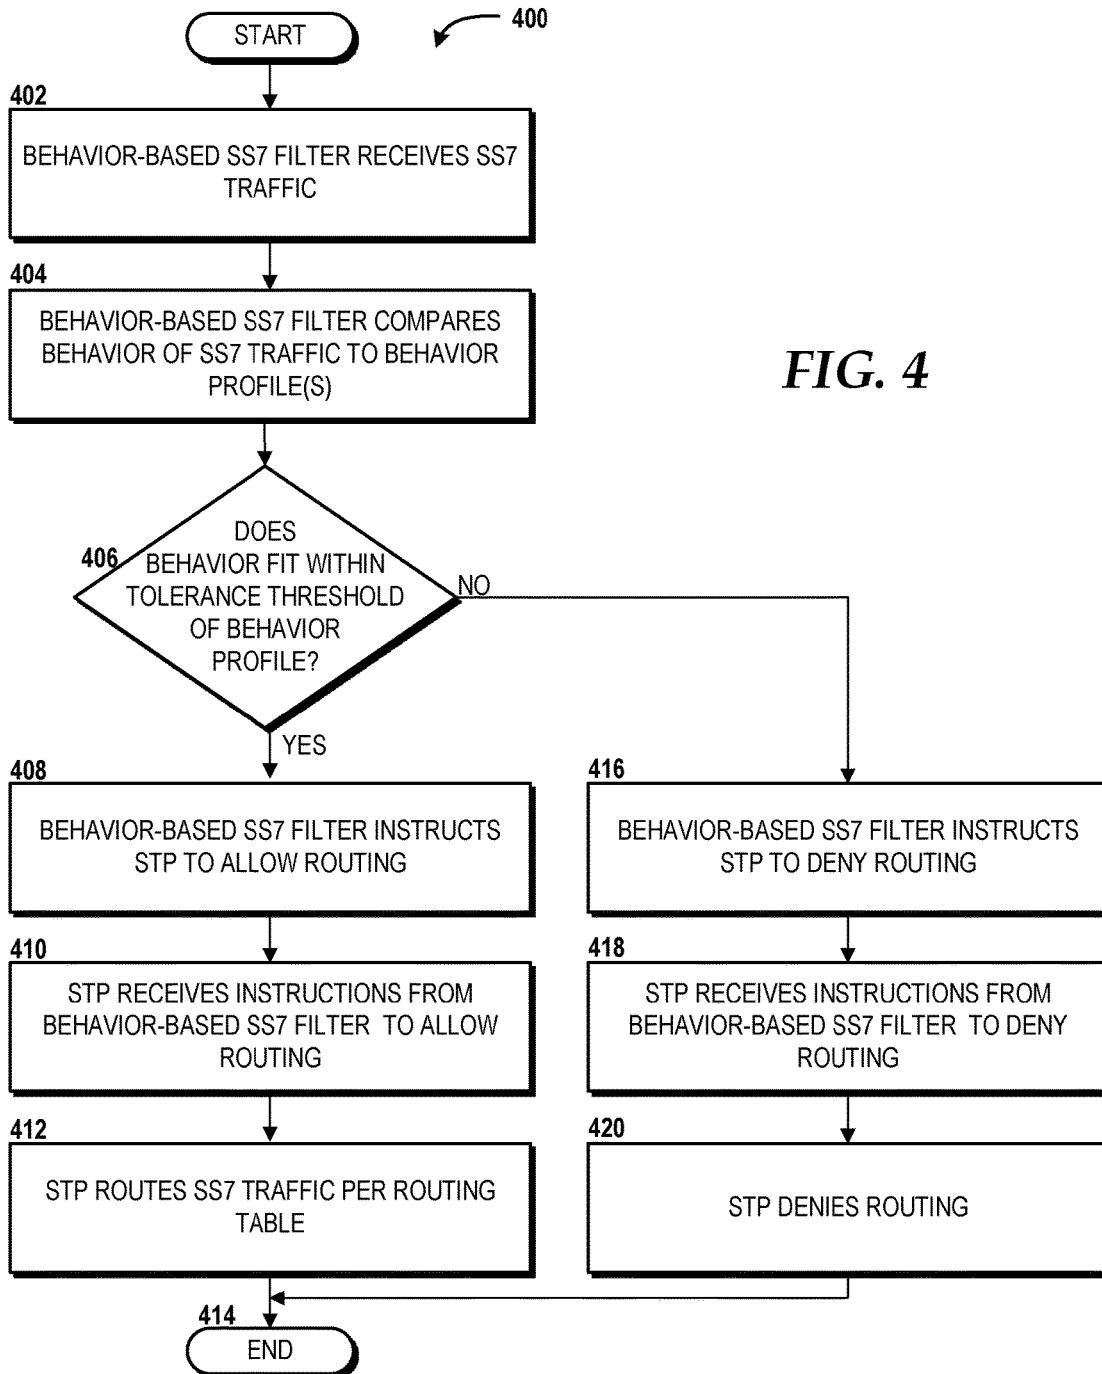 START
400
402
BEHAVIOR-BASED SS7 FILTER RECEIVES SS7
TRAFFIC
404
BEHAVIOR-BASED SS7 FILTER COMPARES
BEHAVIOR OF SS7 TRAFFIC TO BEHAVIOR
PROFILE(S)
FIG. 4
406
DOES
BEHAVIOR FIT WITHIN
TOLERANCE THRESHOLD
OF BEHAVIOR
PROFILE?
NO
YES
408
BEHAVIOR-BASED SS7 FILTER INSTRUCTS
STP TO ALLOW ROUTING
410
STP RECEIVES INSTRUCTIONS FROM
BEHAVIOR-BASED SS7 FILTER TO ALLOW
ROUTING
412
STP ROUTES SS7 TRAFFIC PER ROUTING
TABLE
416
BEHAVIOR-BASED SS7 FILTER INSTRUCTS
STP TO DENY ROUTING
418
STP RECEIVES INSTRUCTIONS FROM
BEHAVIOR-BASED SS7 FILTER TO DENY
ROUTING
420
STP DENIES ROUTING
414
END